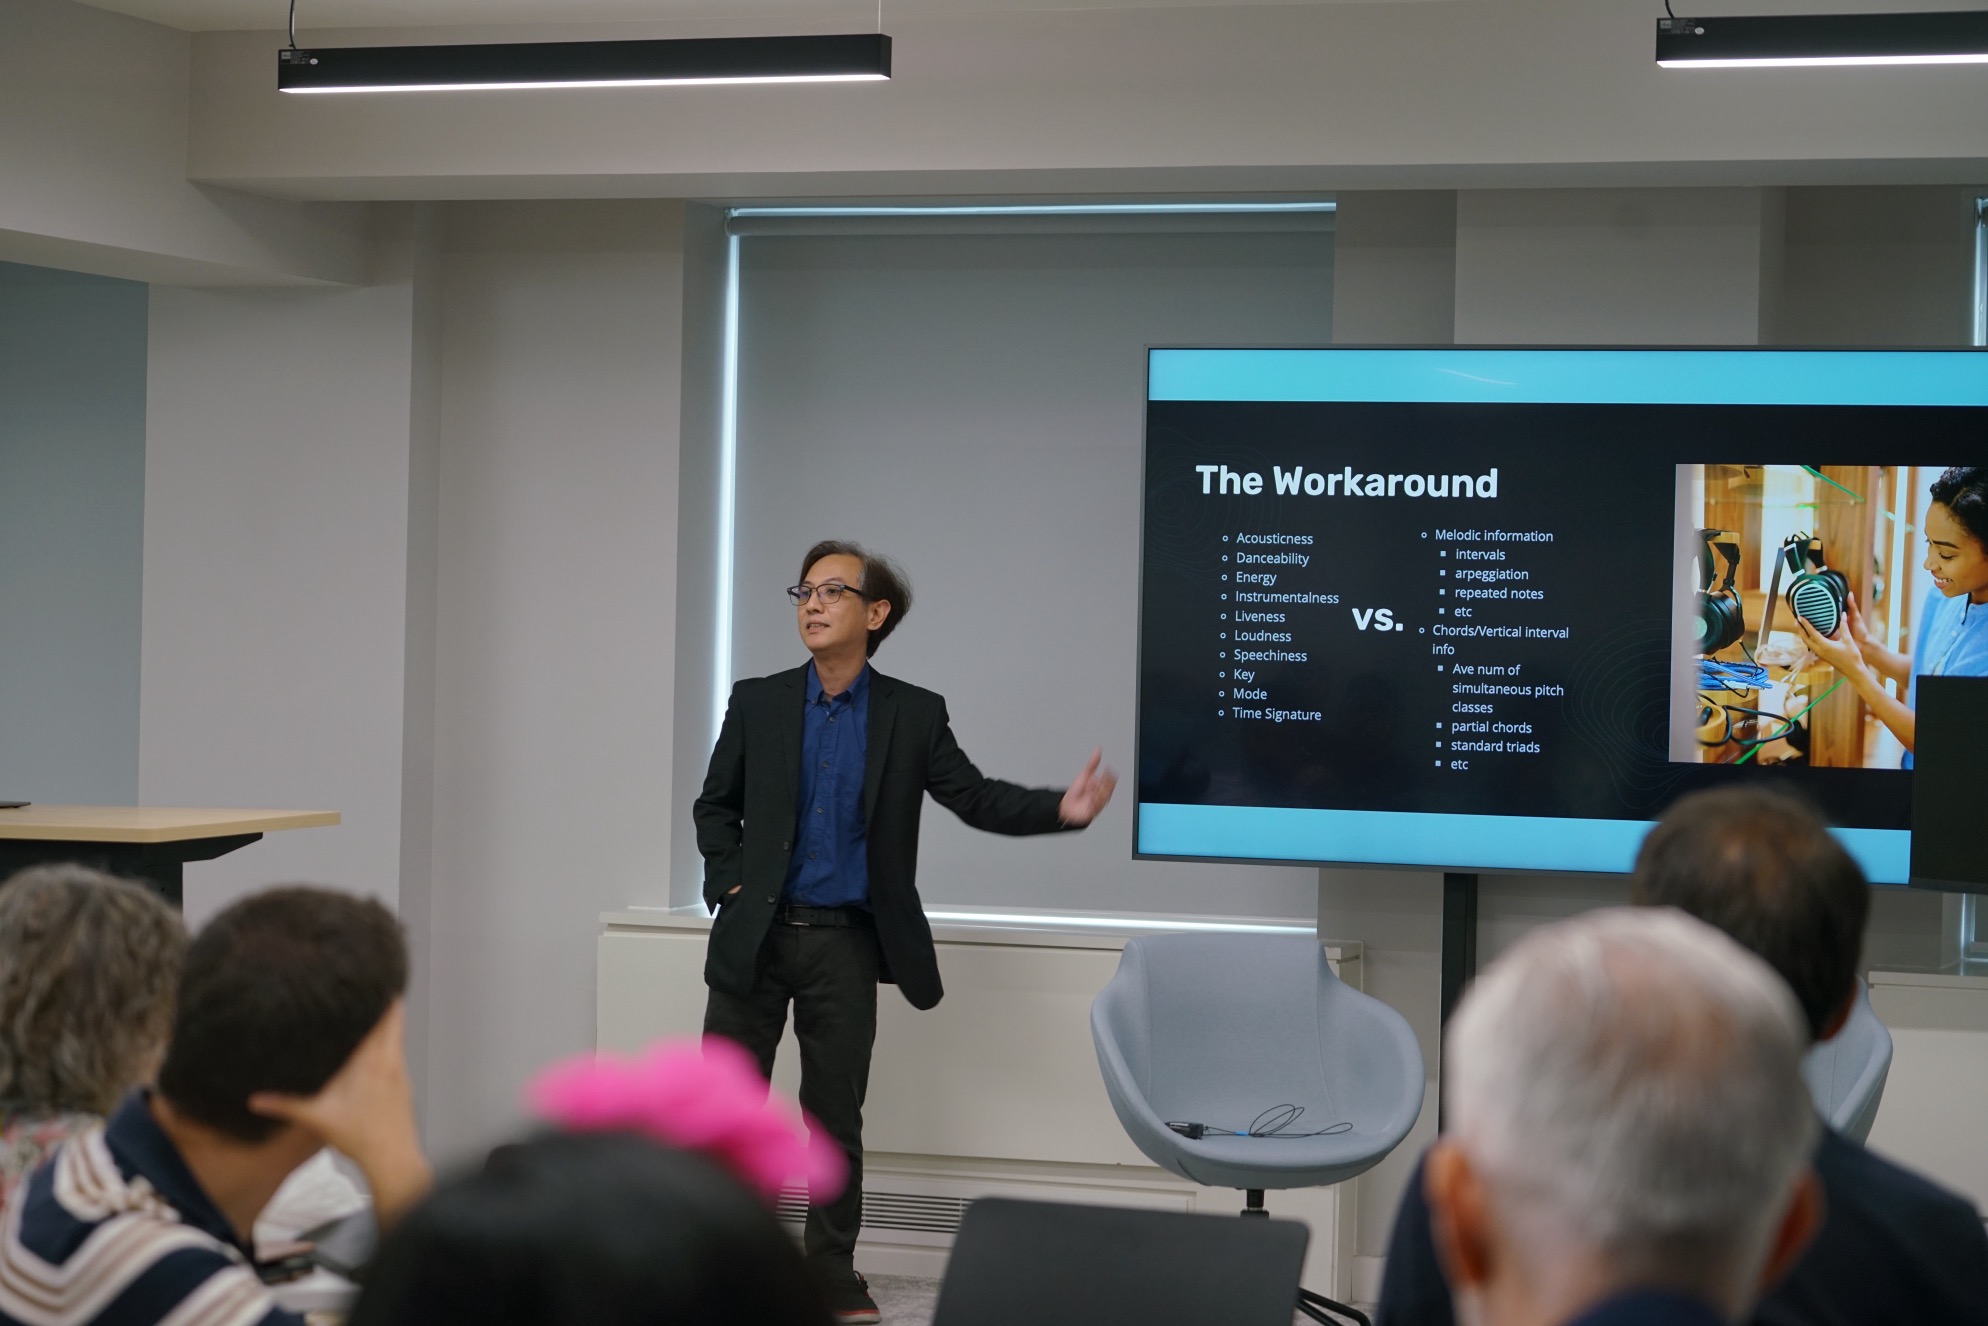 The Workaround
Acousticness
Danceability
Energy
Instrumentalness
Liveness
Loudness
Speechiness
Key
Mode
Time Signature
vs.
Melodic information
intervals
arpeggiation
repeated notes
etc
Chords/Vertical interval
info
Ave num of
simultaneous pitch
classes
partial chords
standard triads
etc